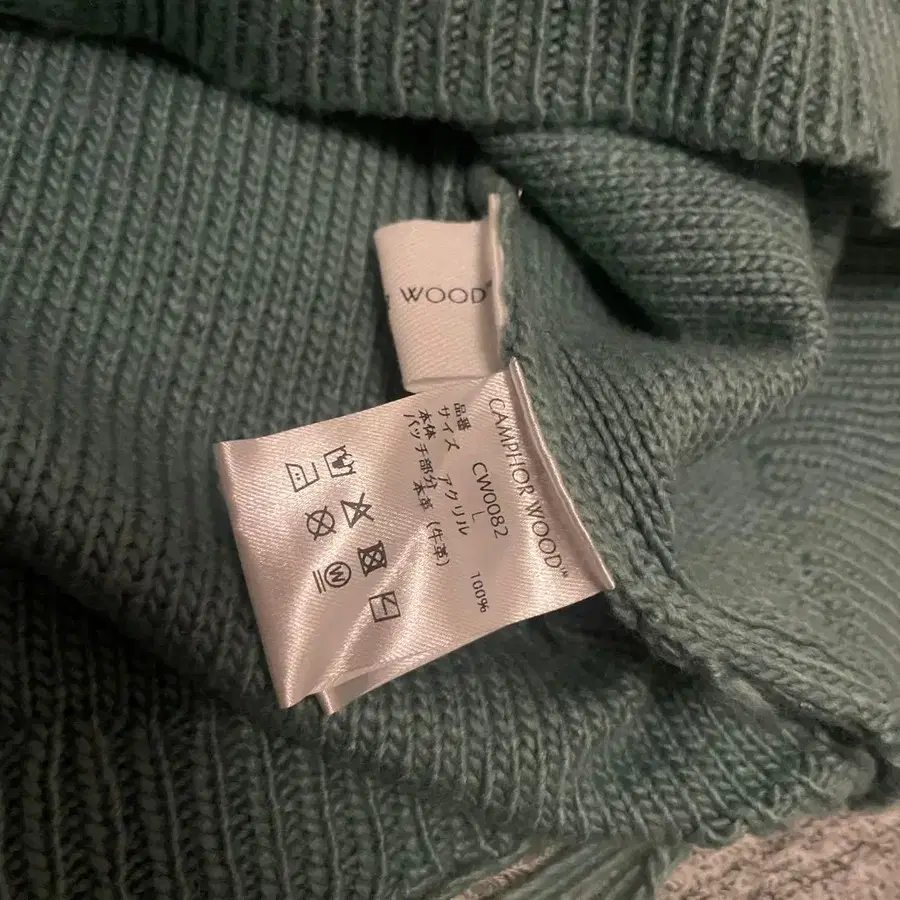 WOOD
CAMPHOR WOOD™
品番 CW0082
サイズ L
本体 アクリル 100%
パッチ部分 本革 (牛革)
W